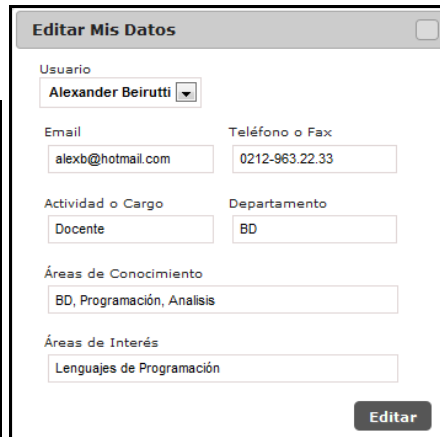 Editar Mis Datos
Usuario
Alexander Beirutti
Email Teléfono o Fax
alexb@hotmail.com 0212-963.22.33
Actividad o Cargo Departamento
Docente BD
Áreas de Conocimiento
BD, Programación, Analisis
Áreas de Interés
Lenguajes de Programación
Editar